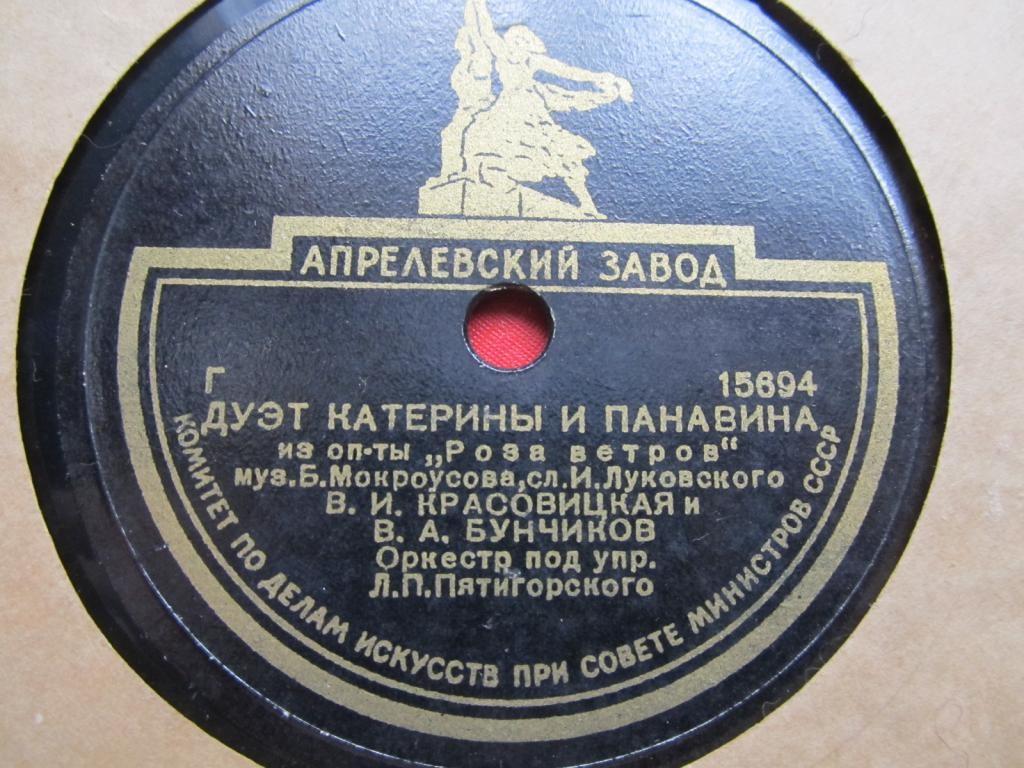 АПРЕЛЕВСКИЙ ЗАВОД
Г 15694
ДУЭТ КАТЕРИНЫ И ПАНАВИНА
из оп-ты „Роза ветров“
муз.Б.Мокроусова,сл.И.Луковского
В. И. КРАСОВИЦКАЯ и
В. А. БУНЧИКОВ
Оркестр под упр.
Л.П.Пятигорского
КОМИТЕТ ПО ДЕЛАМ ИСКУССТВ ПРИ СОВЕТЕ МИНИСТРОВ СССР